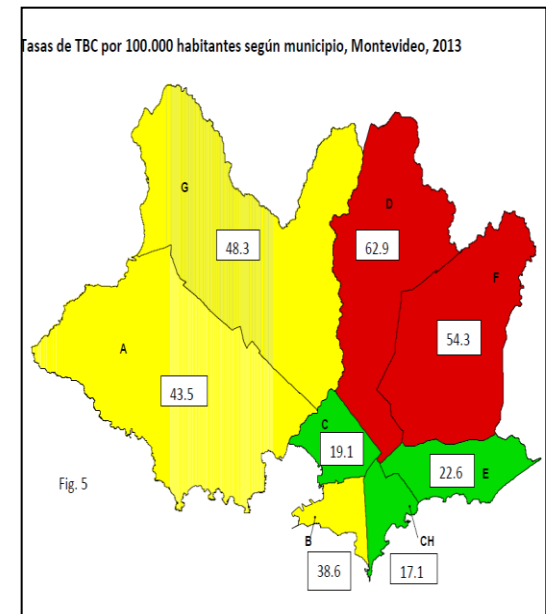 Tasas de TBC por 100.000 habitantes según municipio, Montevideo, 2013
G
D
48.3
62.9
F
A
54.3
43.5
C
19.1
22.6
E
Fig. 5
B
CH
38.6
17.1